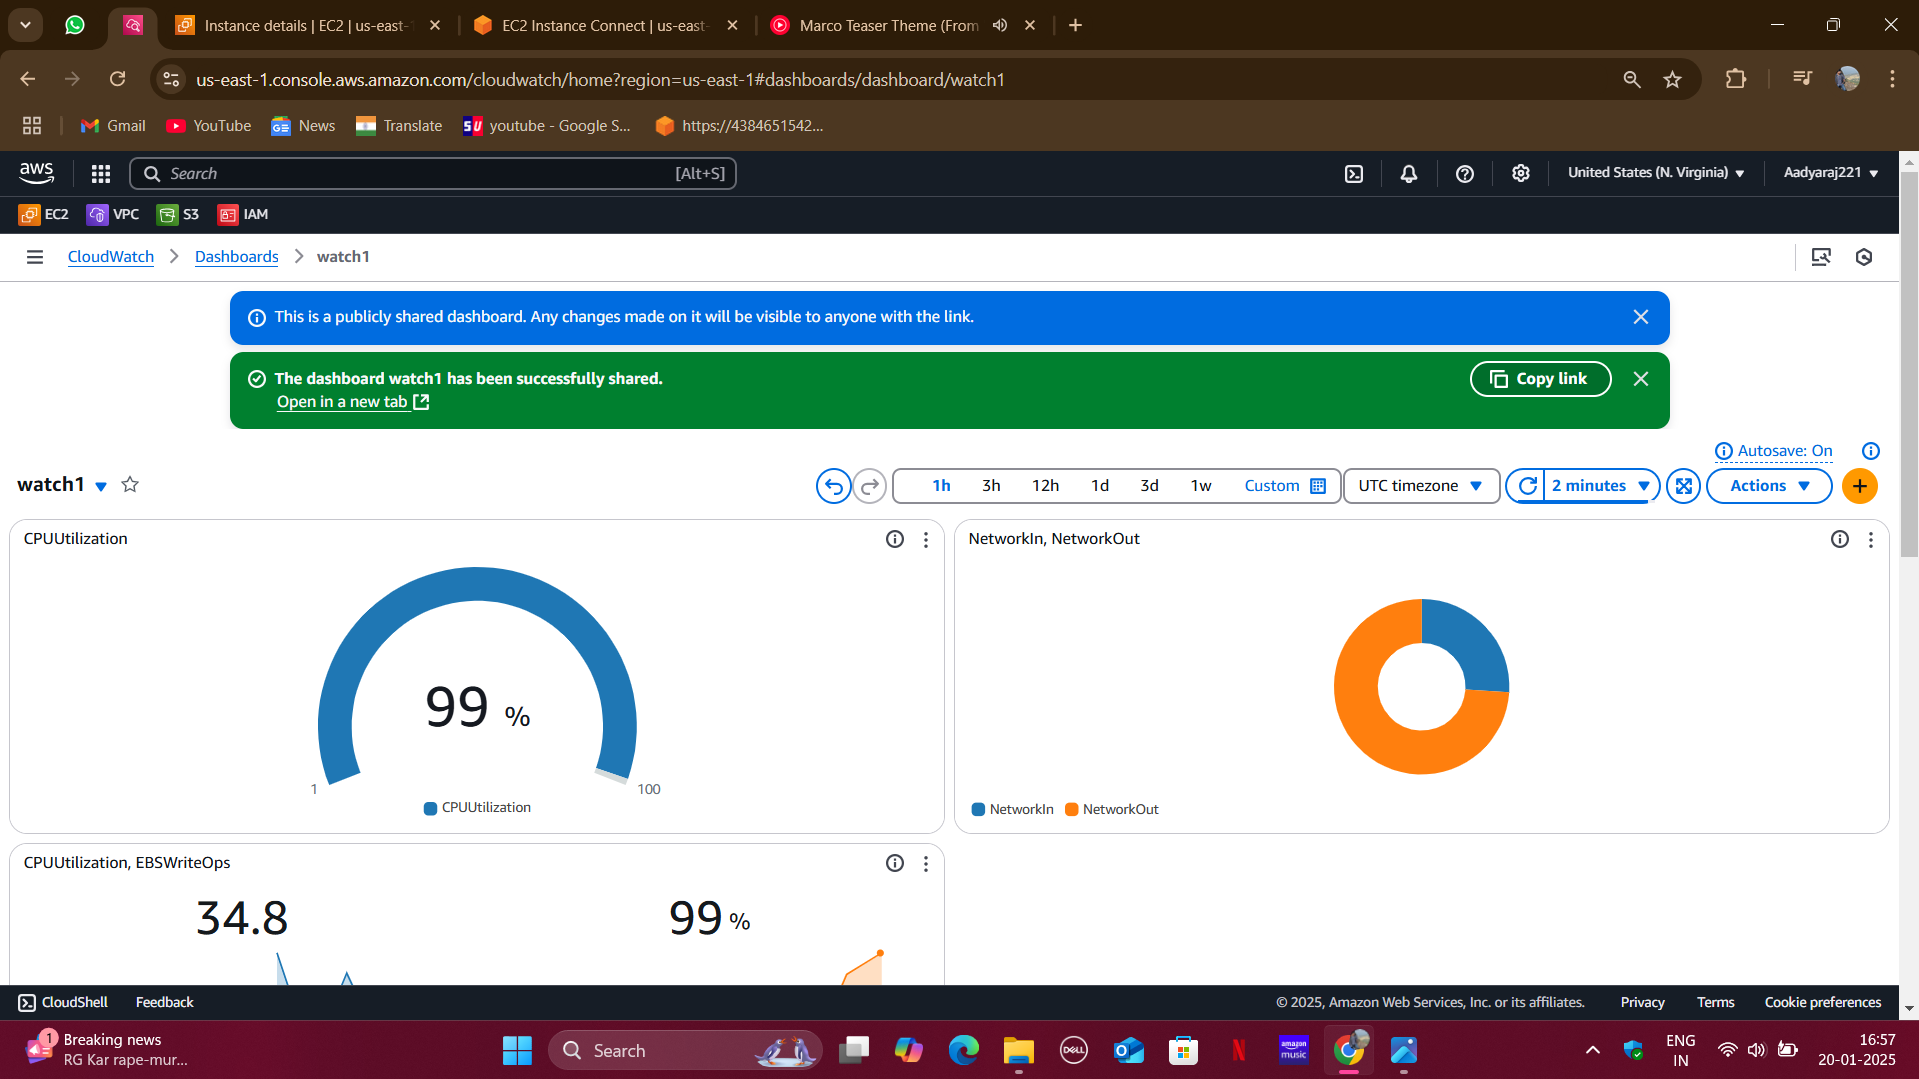 Instance details | EC2 | us-east-1
EC2 Instance Connect | us-east-
Marco Teaser Theme (From
us-east-1.console.aws.amazon.com/cloudwatch/home?region=us-east-1#dashboards/dashboard/watch1
Gmail
YouTube
News
Translate
SU youtube - Google S...
https://4384651542...
aws
Search
[Alt+S]
United States (N. Virginia)
Aadyaraj221
EC2
VPC
S3
IAM
CloudWatch
Dashboards
watch1
This is a publicly shared dashboard. Any changes made on it will be visible to anyone with the link.
The dashboard watch1 has been successfully shared.
Copy link
Open in a new tab
Autosave: On
watch1
1h
3h
12h
1d
3d
1w
Custom
UTC timezone
2 minutes
Actions
CPUUtilization
99 %
1
100
CPUUtilization
NetworkIn, NetworkOut
NetworkIn
NetworkOut
CPUUtilization, EBSWriteOps
34.8
99 %
CloudShell
Feedback
© 2025, Amazon Web Services, Inc. or its affiliates.
Privacy
Terms
Cookie preferences
1
Breaking news
RG Kar rape-mur...
Search
DELL
amazon
music
ENG
IN
16:57
20-01-2025